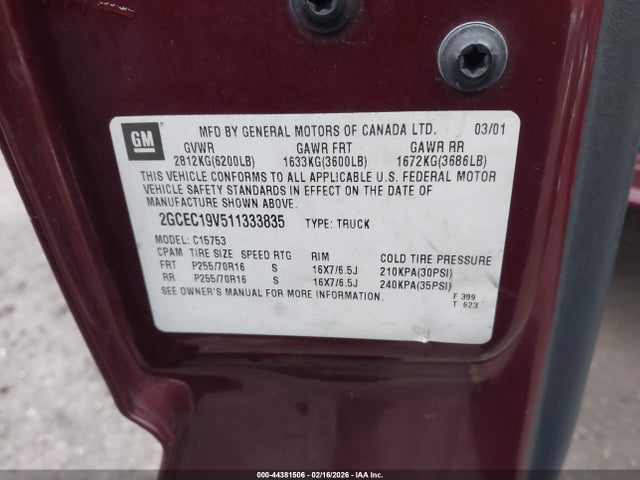 GM
MFD BY GENERAL MOTORS OF CANADA LTD. 03/01
GVWR GAWR FRT GAWR RR
2812KG(6200LB) 1633KG(3600LB) 1672KG(3686LB)
THIS VEHICLE CONFORMS TO ALL APPLICABLE U.S. FEDERAL MOTOR
VEHICLE SAFETY STANDARDS IN EFFECT ON THE DATE OF
MANUFACTURE SHOWN ABOVE.
2GCEC19V511333835 TYPE: TRUCK
MODEL: C15753
CPAM TIRE SIZE SPEED RTG RIM COLD TIRE PRESSURE
FRT P255/70R16 S 16X7/6.5J 210KPA(30PSI)
RR P255/70R16 S 16X7/6.5J 240KPA(35PSI)
SEE OWNER'S MANUAL FOR MORE INFORMATION.
F 399
T 623
000-44381506 - 02/16/2026 - IAA Inc.